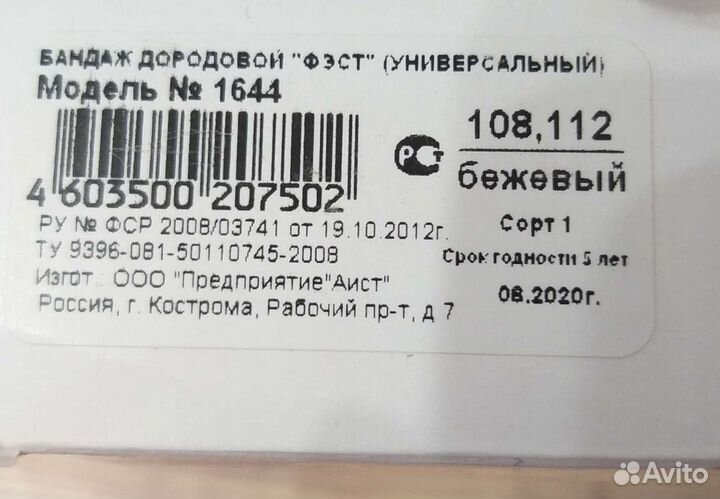 БАНДАЖ ДОРОДОВОЙ "ФЭСТ" (УНИВЕРСАЛЬНЫЙ)
Модель № 1644
4 603500 207502
РСТ
108,112
бежевый
РУ № ФСР 2008/03741 от 19.10.2012г.
ТУ 9396-081-50110745-2008
Изгот.: ООО "Предприятие"Аист"
Россия, г. Кострома, Рабочий пр-т, д 7
Сорт 1
Срок годности 5 лет
08.2020г.
Avito